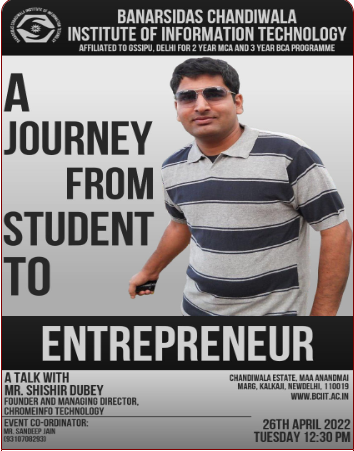 BANARSIDAS CHANDIWALA
INSTITUTE OF INFORMATION TECHNOLOGY
AFFILIATED TO GSSIPU, DELHI FOR 2 YEAR MCA AND 3 YEAR BCA PROGRAMME
A
JOURNEY
FROM
STUDENT
TO
ENTREPRENEUR
A TALK WITH
MR. SHISHIR DUBEY
FOUNDER AND MANAGING DIRECTOR,
CHROMEINFO TECHNOLOGY
EVENT CO-ORDINATOR:
MR. SANDEEP JAIN
CHANDIWALA ESTATE, MAA ANANDMAI
MARG, KALKAJI, NEWDELHI, 110019
WWW.BCIIT.AC.IN
26TH APRIL 2022
TUESDAY 12:30 PM